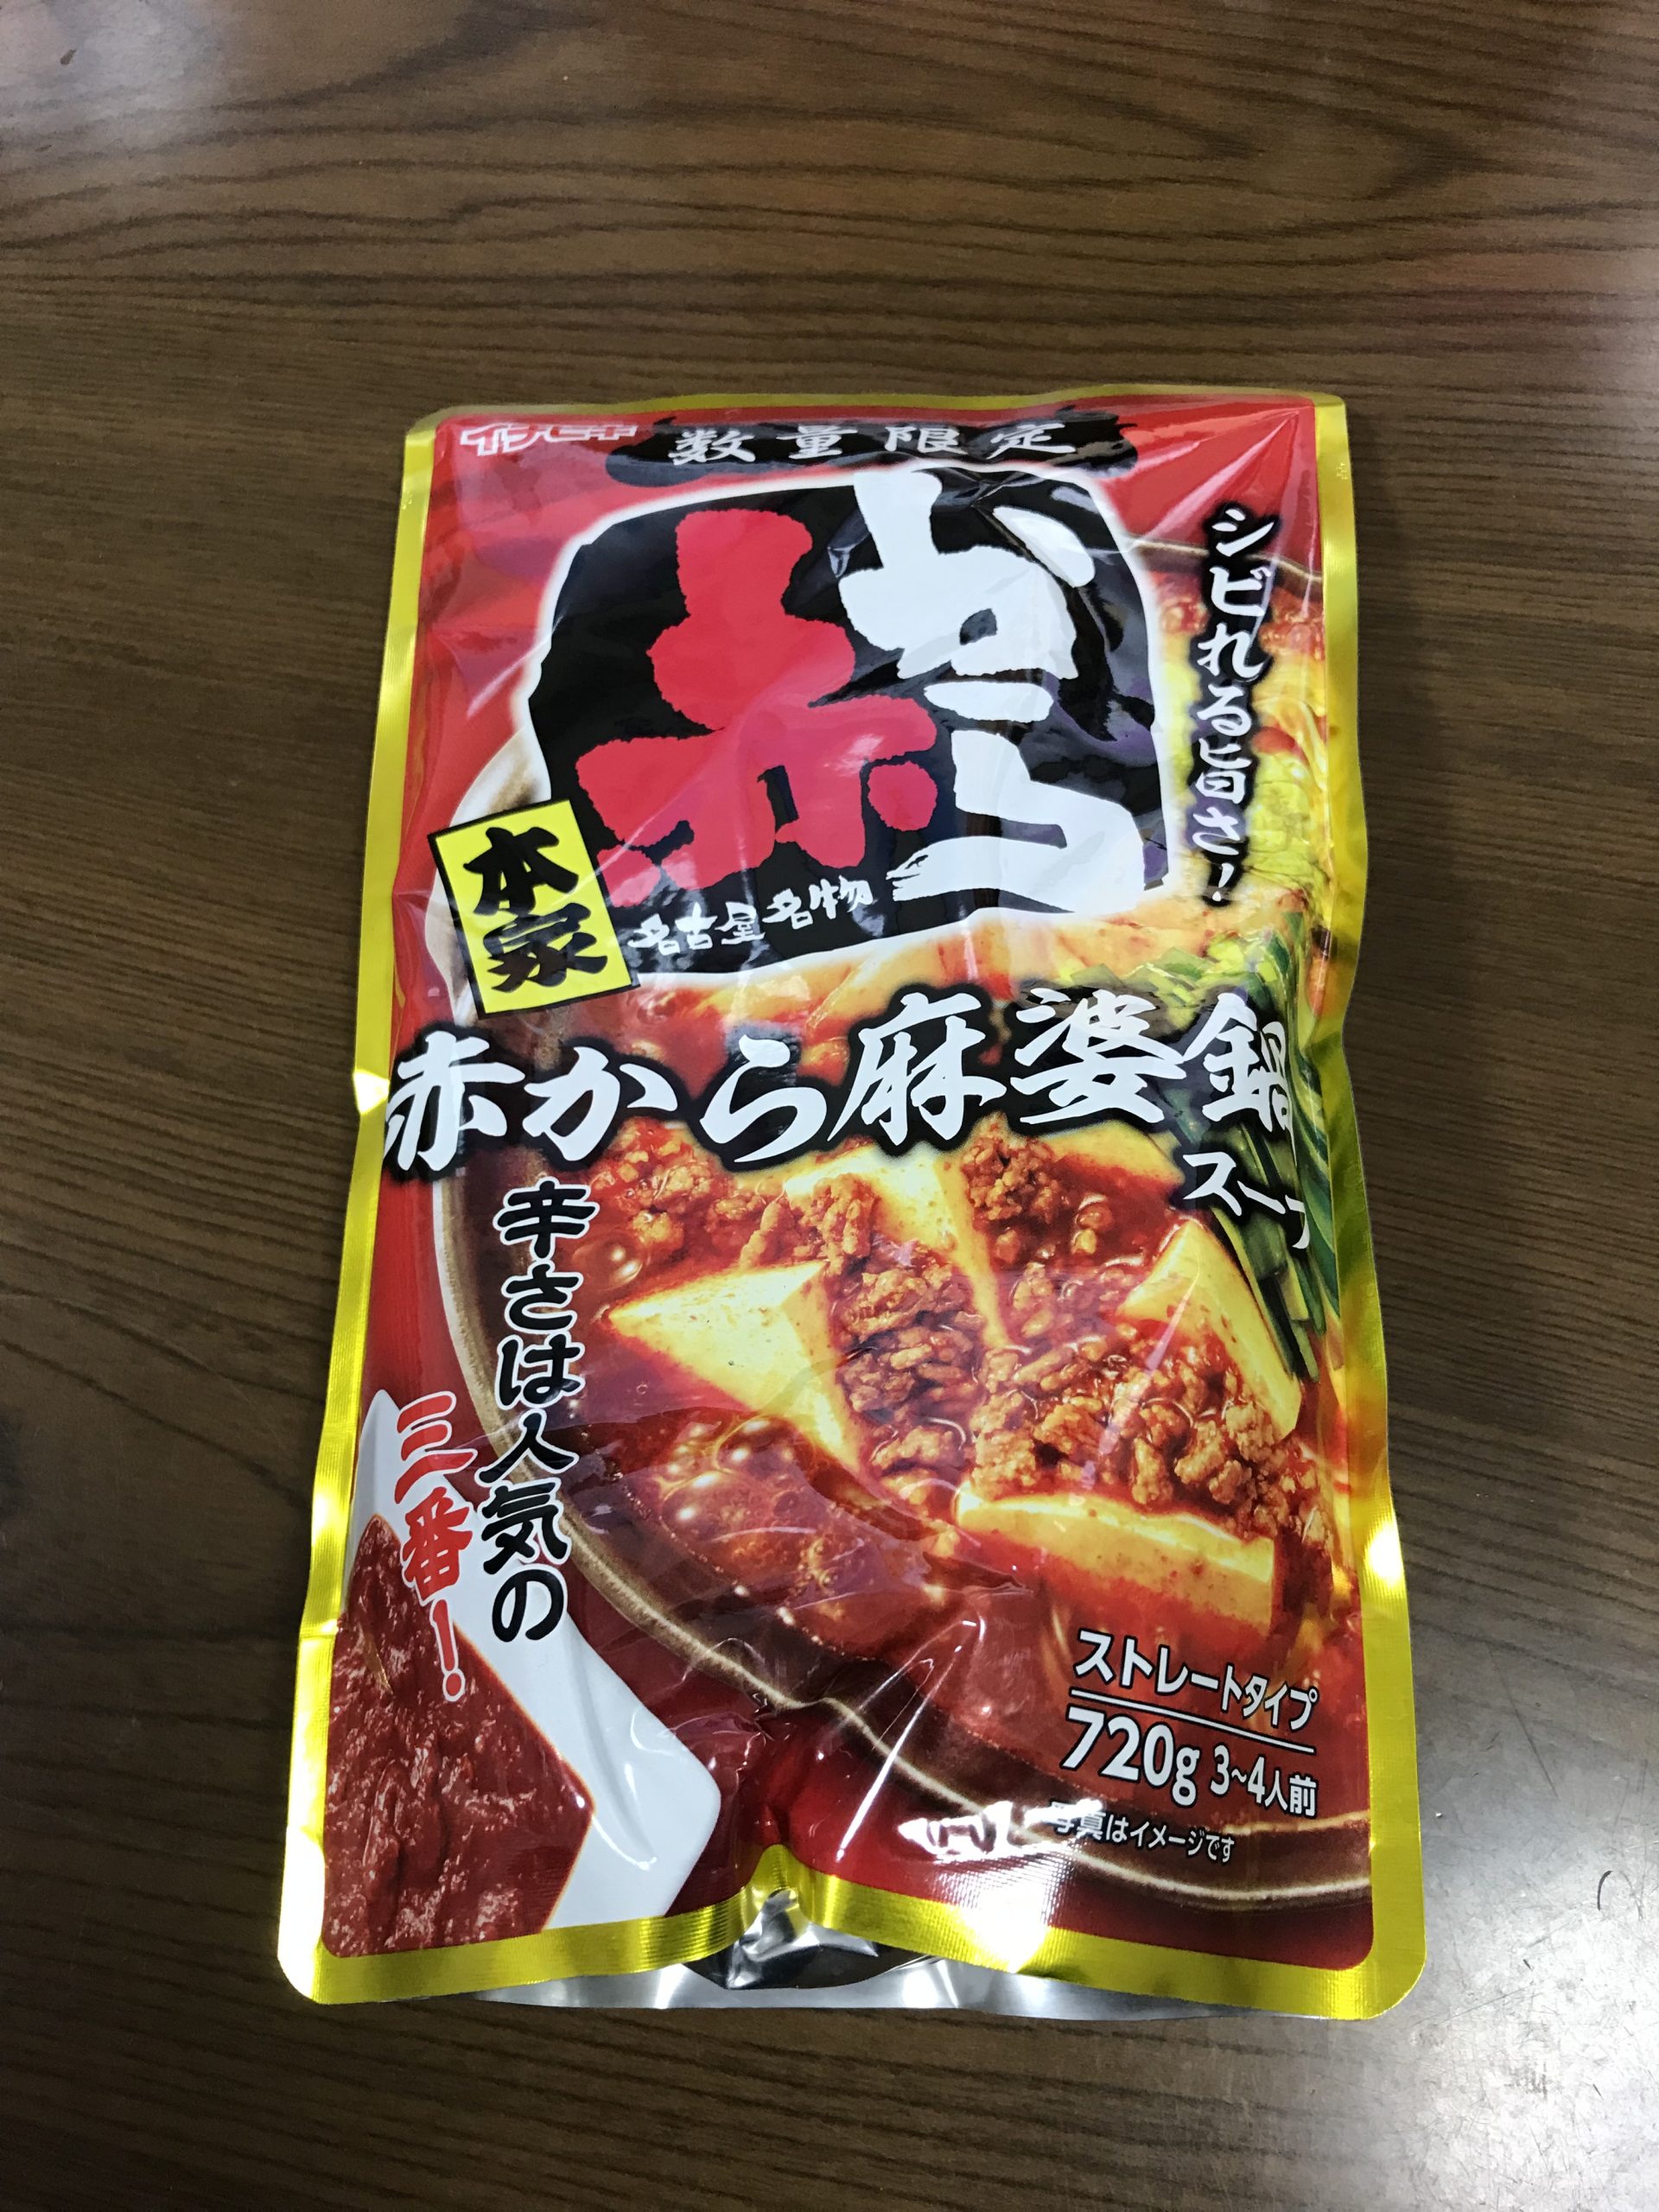 イチビキ
数量限定
赤から
シビれる旨さ!
本家
名古屋名物
赤から麻婆鍋
スープ
辛さは人気の
三番!
ストレートタイプ
720g 3~4人前
写真はイメージです